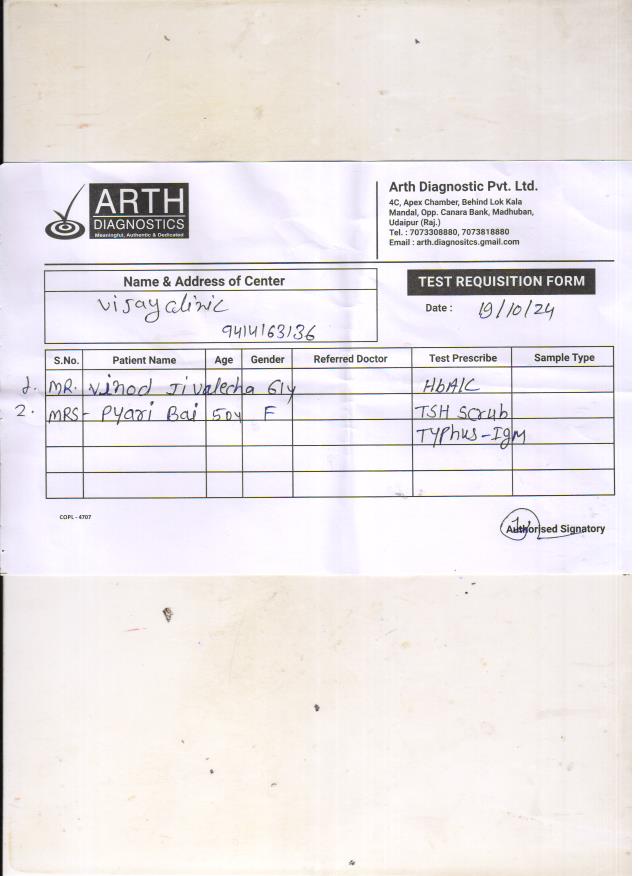 ARTH
DIAGNOSTICS
Meaningful, Authentic & Dedicated
Arth Diagnostic Pvt. Ltd.
4C, Apex Chamber, Behind Lok Kala
Mandal, Opp. Canara Bank, Madhuban,
Udaipur (Raj.)
Tel. : 7073308880, 7073818880
Email : arth.diagnositcs.gmail.com
Name & Address of Center
Vijay clinic
9414163136
TEST REQUISITION FORM
Date : 19/10/24
S.No. Patient Name Age Gender Referred Doctor Test Prescribe Sample Type
1. MR. Vinod Jivalecha 61y HbA1C
2. MRS- Pyari Bai 50y F TSH Scrub
Typhus-IgM
COPL - 4707
Authorised Signatory